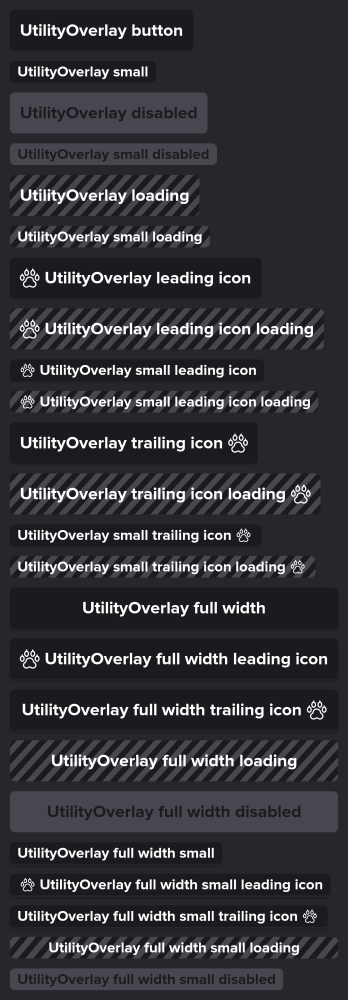 UtilityOverlay button
UtilityOverlay small
UtilityOverlay disabled
UtilityOverlay small disabled
UtilityOverlay loading
UtilityOverlay small loading
UtilityOverlay leading icon
UtilityOverlay leading icon loading
UtilityOverlay small leading icon
UtilityOverlay small leading icon loading
UtilityOverlay trailing icon
UtilityOverlay trailing icon loading
UtilityOverlay small trailing icon
UtilityOverlay small trailing icon loading
UtilityOverlay full width
UtilityOverlay full width leading icon
UtilityOverlay full width trailing icon
UtilityOverlay full width loading
UtilityOverlay full width disabled
UtilityOverlay full width small
UtilityOverlay full width small leading icon
UtilityOverlay full width small trailing icon
UtilityOverlay full width small loading
UtilityOverlay full width small disabled